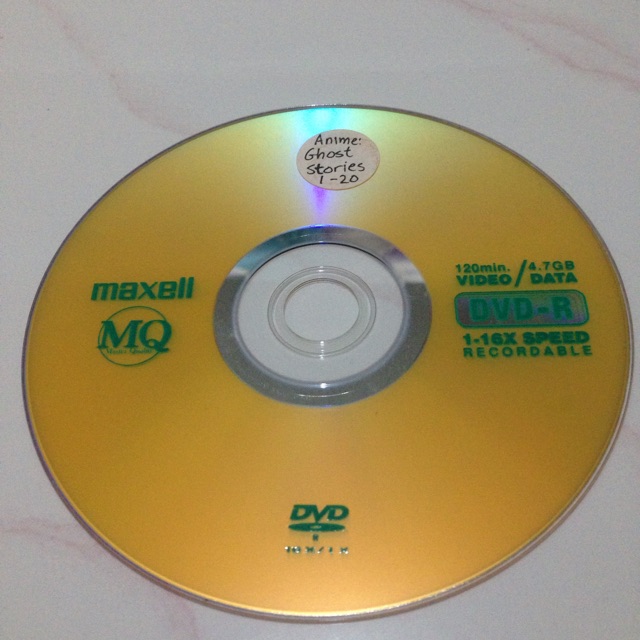 Anime:
Ghost
Stories
1-20
maxell
MQ
120min. / 4.7GB
VIDEO / DATA
DVD-R
1-16X SPEED
RECORDABLE
DVD
R